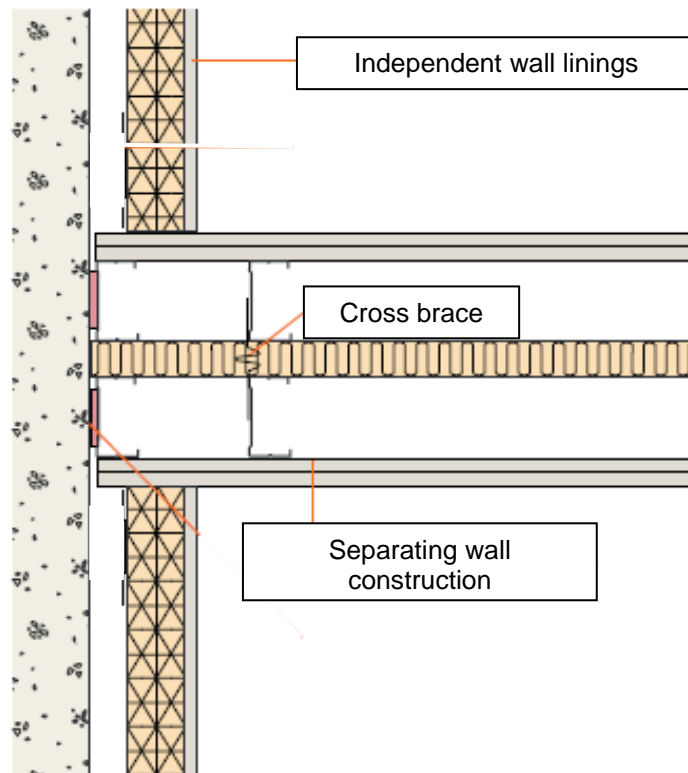 Independent wall linings
Cross brace
Separating wall
construction